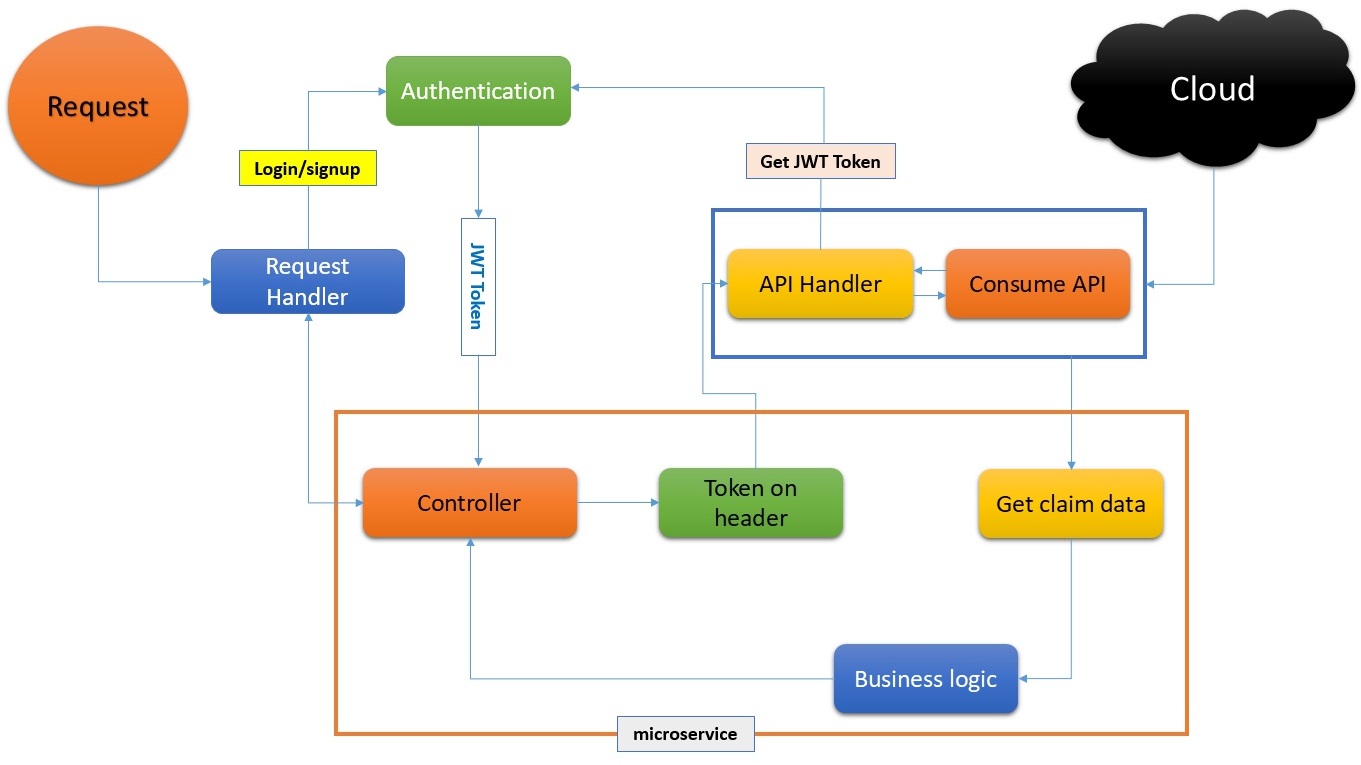 Request
Authentication
Cloud
Login/signup
Get JWT Token
JWT Token
Request
Handler
API Handler
Consume API
Controller
Token on
header
Get claim data
Business logic
microservice